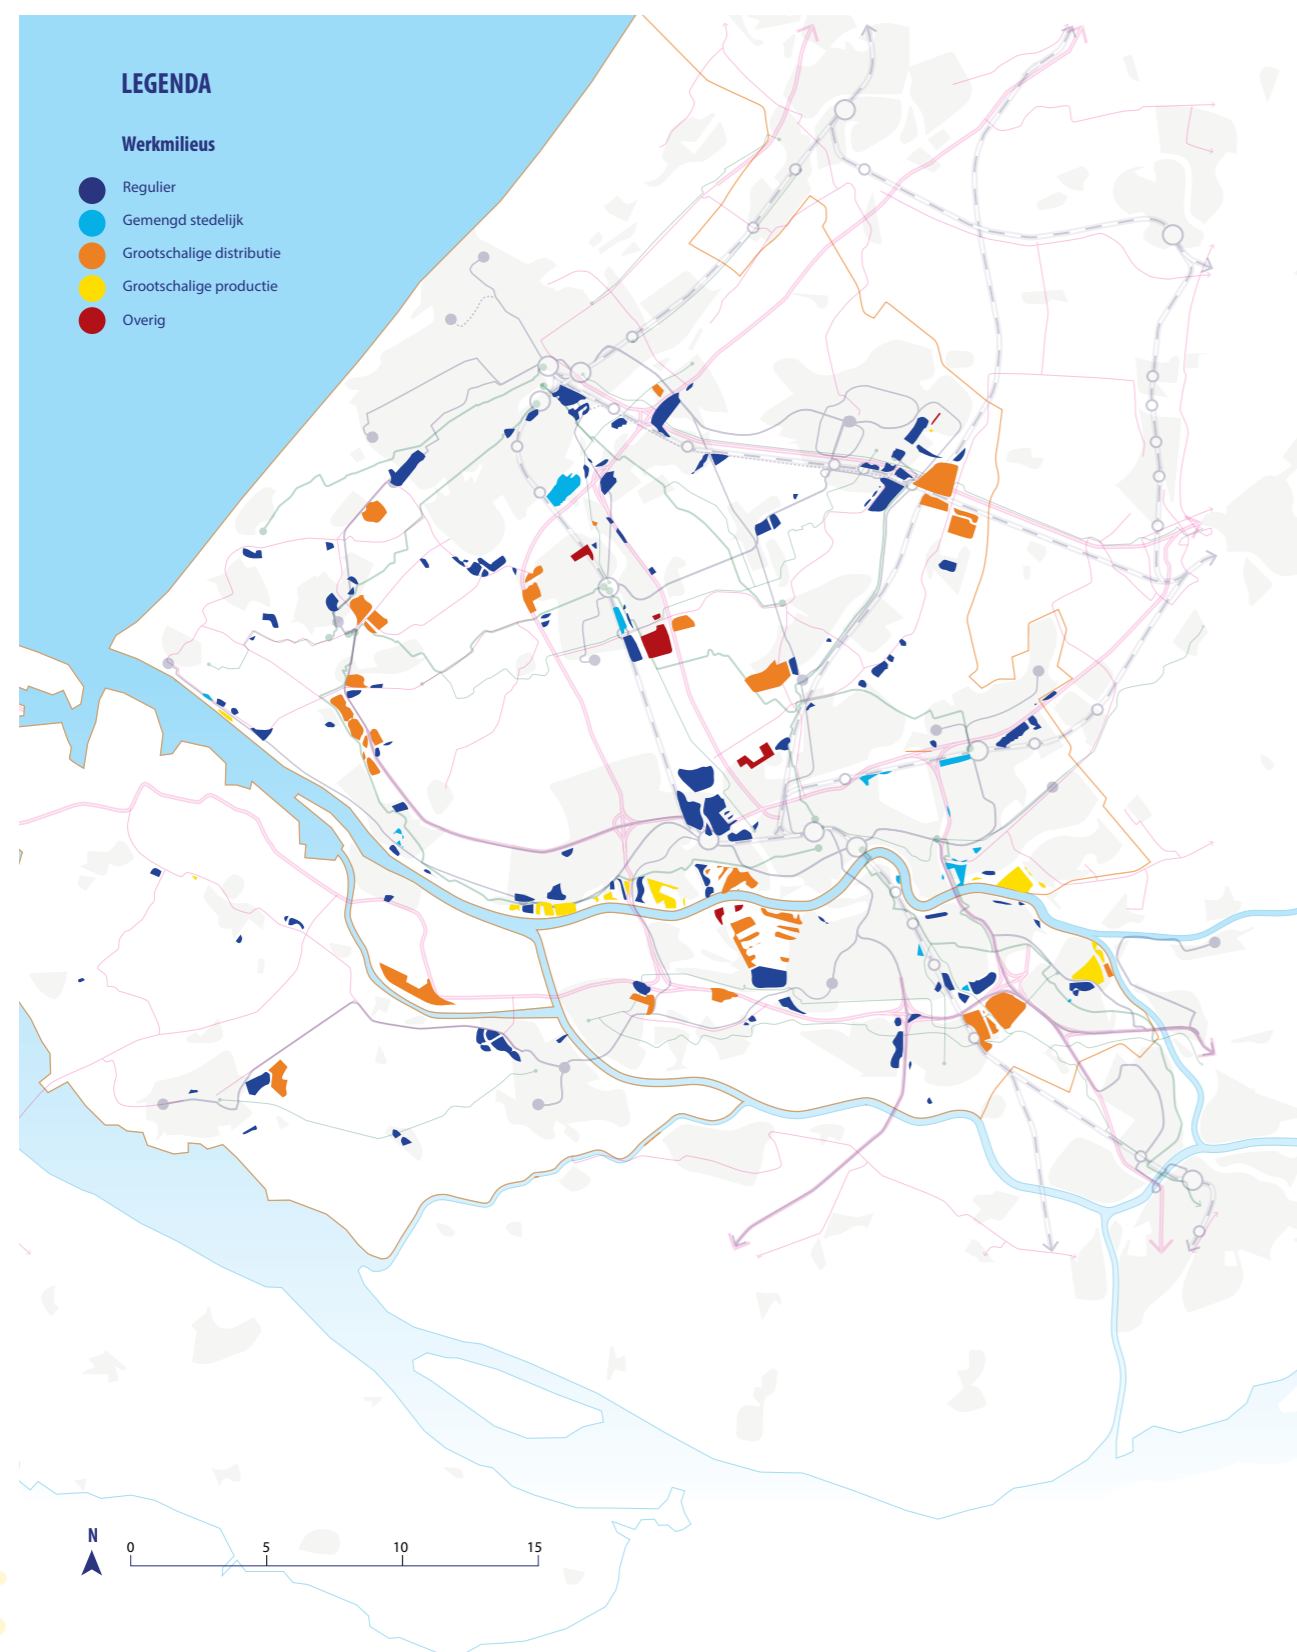 LEGENDA
Werkmilieus
Regulier
Gemengd stedelijk
Grootschalige distributie
Grootschalige productie
Overig
N
0 5 10 15